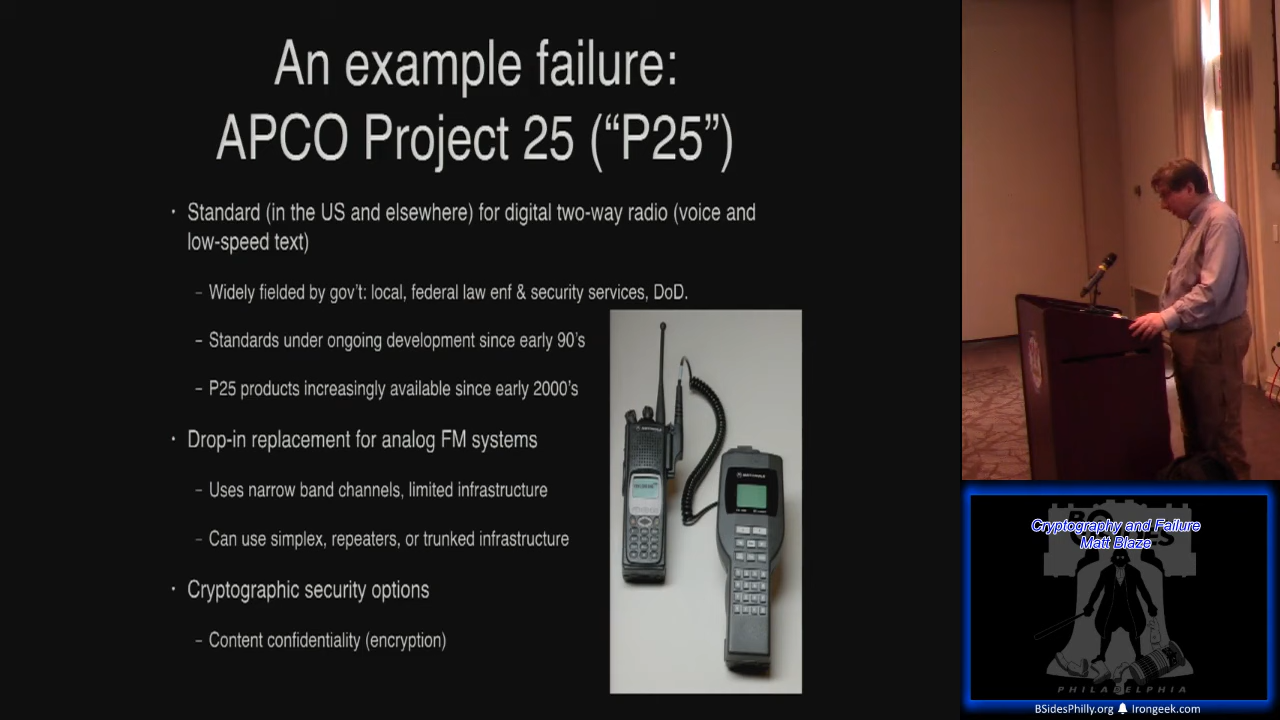 An example failure:
APCO Project 25 (“P25”)
· Standard (in the US and elsewhere) for digital two-way radio (voice and
low-speed text)
– Widely fielded by gov’t: local, federal law enf & security services, DoD.
– Standards under ongoing development since early 90’s
– P25 products increasingly available since early 2000’s
· Drop-in replacement for analog FM systems
– Uses narrow band channels, limited infrastructure
– Can use simplex, repeaters, or trunked infrastructure
· Cryptographic security options
– Content confidentiality (encryption)
MOTOROLA
Cryptography and Failure
Matt Blaze
PHILADELPHIA
BSidesPhilly.org Irongeek.com